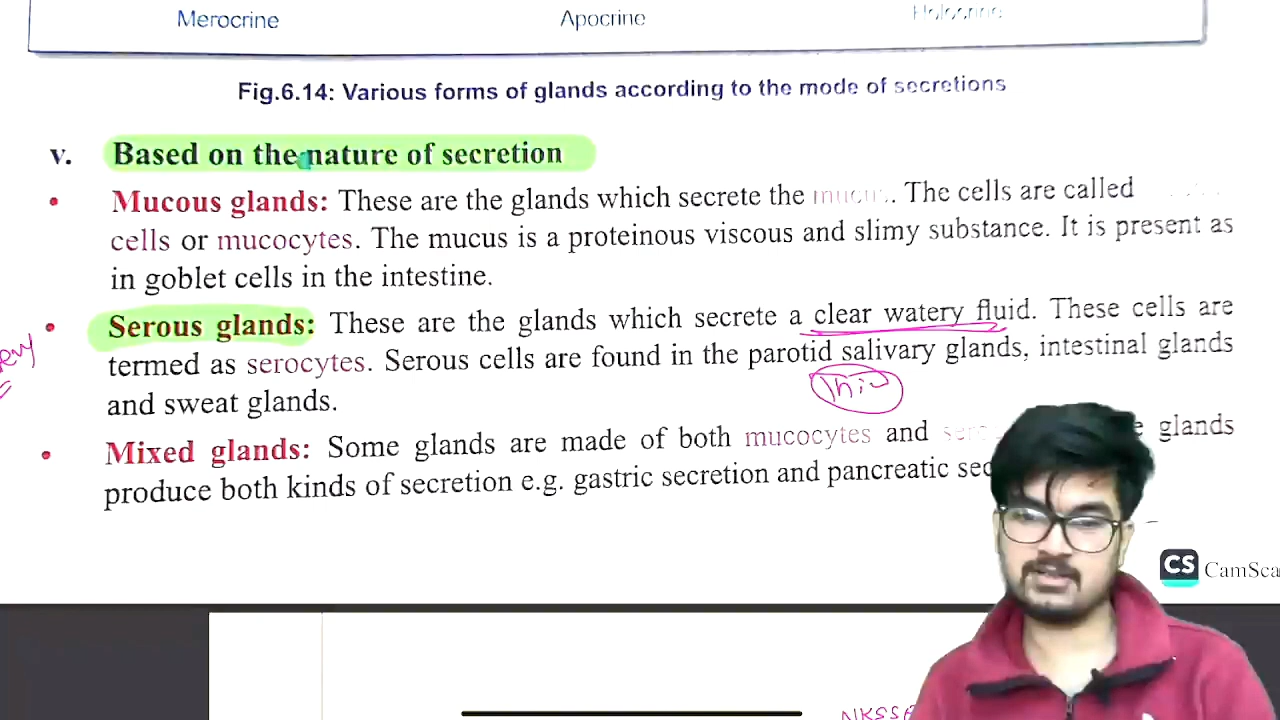 Merocrine Apocrine Holocrine
Fig.6.14: Various forms of glands according to the mode of secretions
v. Based on the nature of secretion
• Mucous glands: These are the glands which secrete the mucus. The cells are called
cells or mucocytes. The mucus is a proteinous viscous and slimy substance. It is present as
in goblet cells in the intestine.
• Serous glands: These are the glands which secrete a clear watery fluid. These cells are
termed as serocytes. Serous cells are found in the parotid salivary glands, intestinal glands
and sweat glands.
• Mixed glands: Some glands are made of both mucocytes and glands
produce both kinds of secretion e.g. gastric secretion and pancreatic
CS CamSca